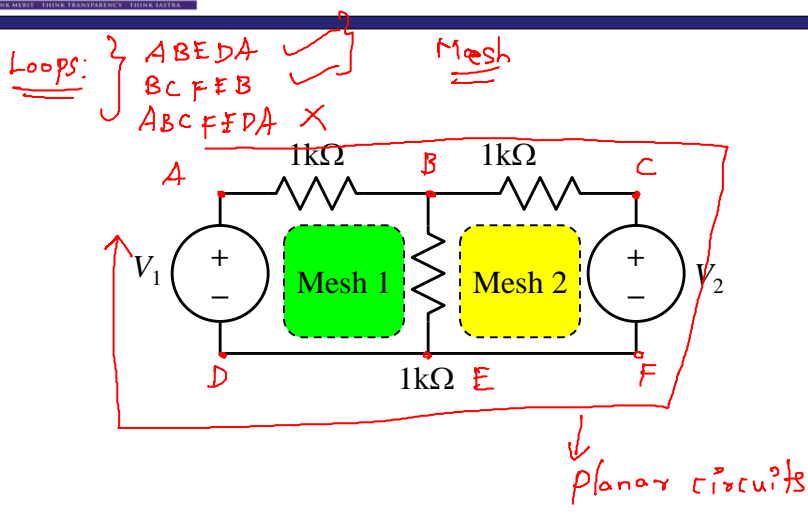 NK MERIT · THINK TRANSPARENCY · THINK SASTRA
Loops:
ABEDA
BCFEB
ABCFEDA X
Mesh
1kΩ
1kΩ
A
B
C
V1
+
−
Mesh 1
Mesh 2
+
−
V2
D
1kΩ
E
F
planar circuits